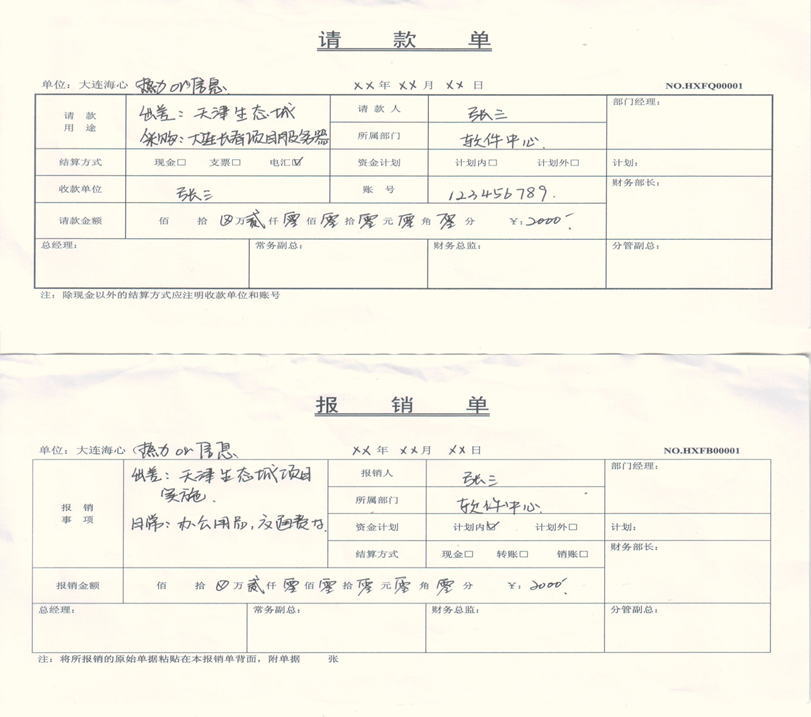 请 款 单
单位：大连海心 热力or信息 ××年 ××月 ××日 NO.HXFQ00001
请 款 用 途 出差：天津生态城 请 款 人 张三 部门经理：
采购：大连长春项目用服务器 所属部门 软件中心
结算方式 现金□ 支票□ 电汇☑ 资金计划 计划内□ 计划外□ 计划：
收款单位 张三 账 号 123456789. 财务部长：
请款金额 佰 拾 ⊗万贰仟零佰零拾零元零角零分 ¥：2000
总经理： 常务副总： 财务总监： 分管副总：
注：除现金以外的结算方式应注明收款单位和账号
报 销 单
单位：大连海心 热力or信息 ××年 ××月 ××日 NO.HXFB00001
报 销 事 项 出差：天津生态城项目 报销人 张三 部门经理：
实施. 所属部门 软件中心
日常：办公用品，交通费等 资金计划 计划内☑ 计划外□ 计划：
结算方式 现金□ 转账□ 销账□ 财务部长：
报销金额 佰 拾 ⊗万贰仟零佰零拾零元零角零分 ¥：2000
总经理： 常务副总： 财务总监： 分管副总：
注：将所报销的原始单据粘贴在本报销单背面，附单据 张